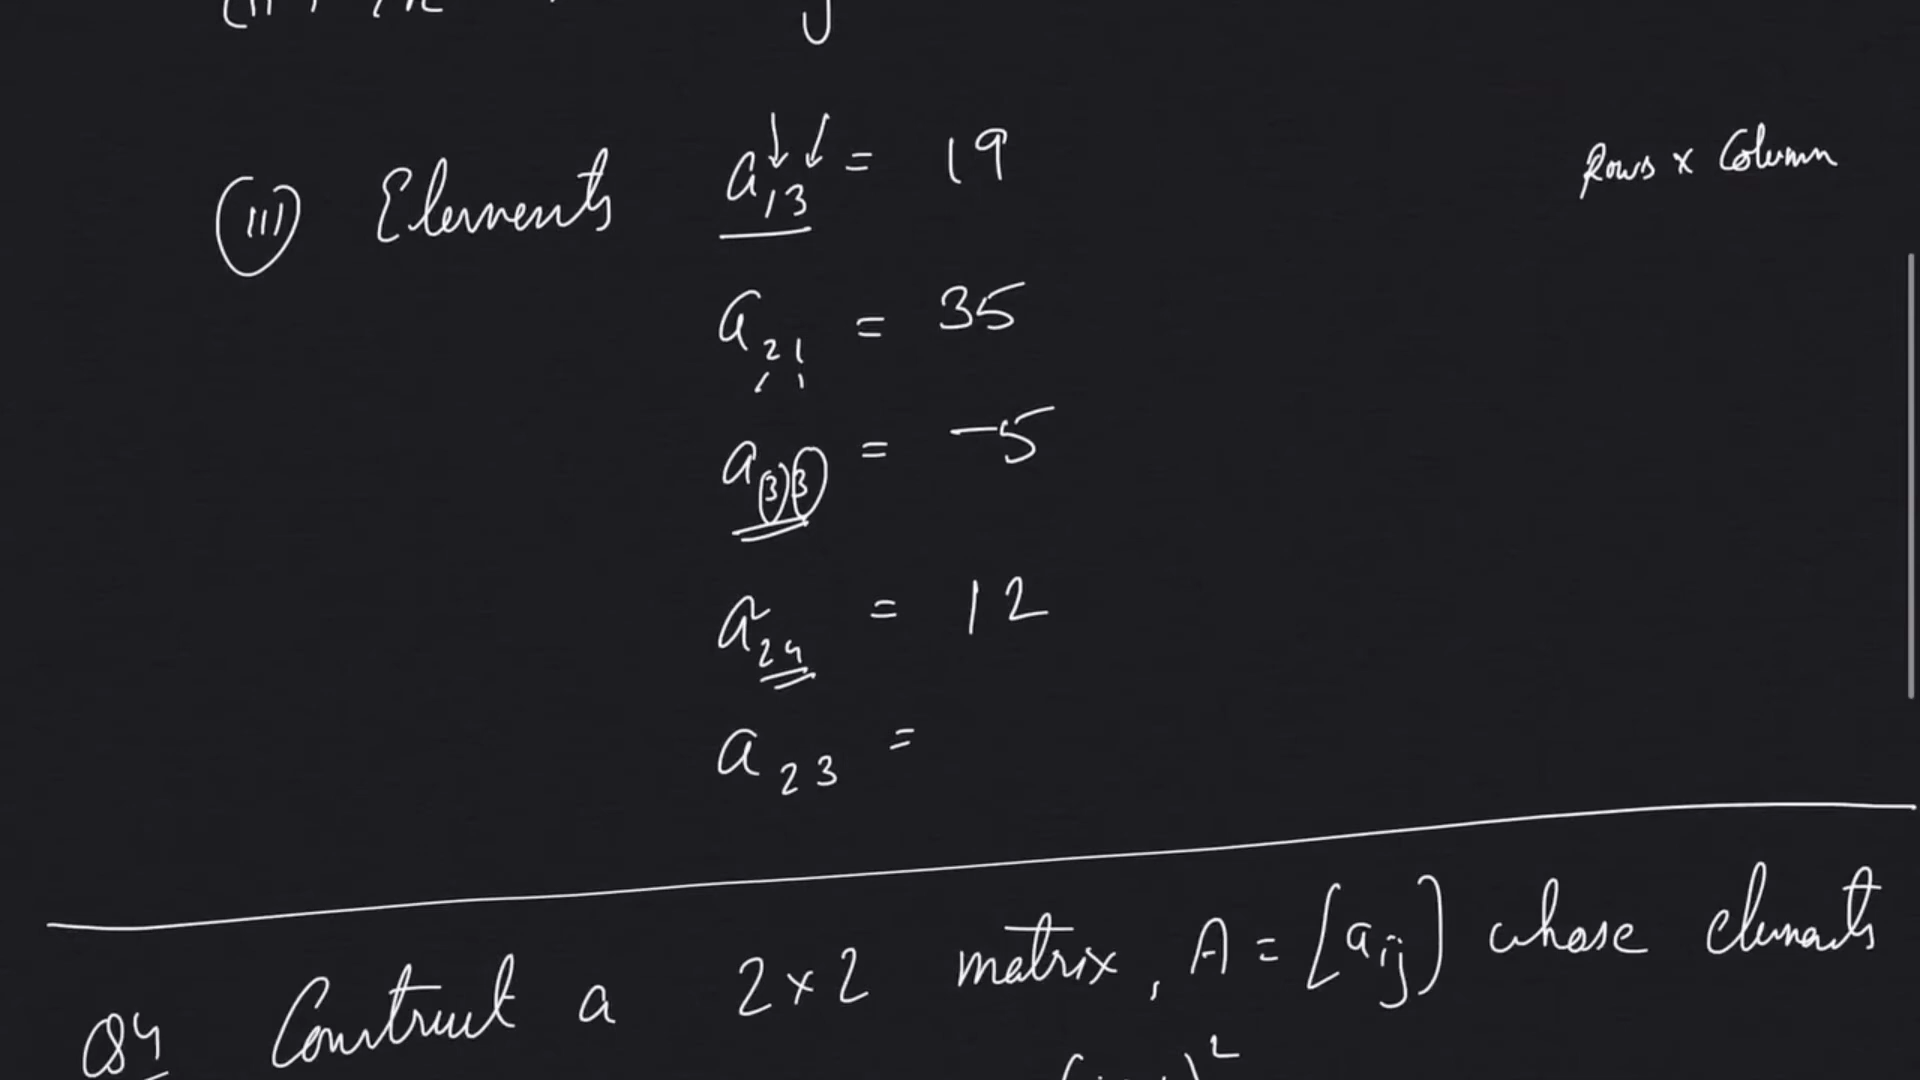 (iii) Elements a₁₃ = 19
Rows × Column
a₂₁ = 35
a₃₃ = -5
a₂₄ = 12
a₂₃ =
Q4 Construct a 2×2 matrix, A = [aᵢⱼ] whose elements